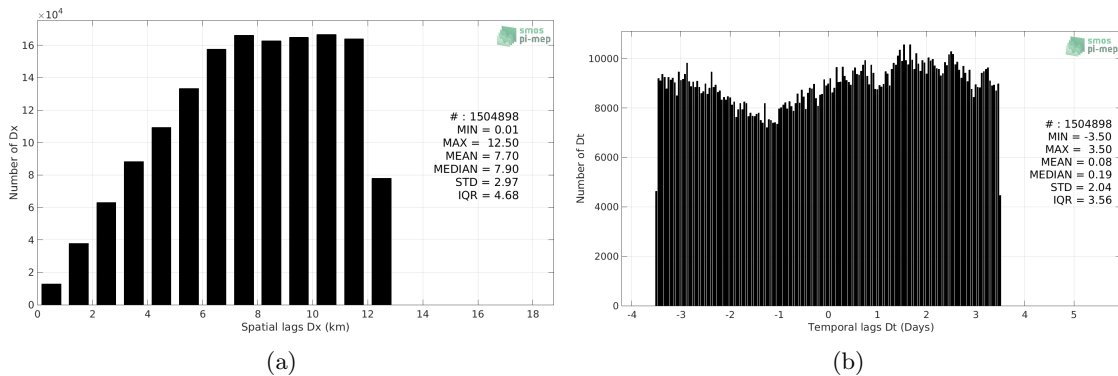 ×10⁴
16
14
12
10
8
6
4
2
0
Number of Dx
0 2 4 6 8 10 12 14 16 18
Spatial lags Dx (km)
smos
pi-mep
# : 1504898
MIN = 0.01
MAX = 12.50
MEAN = 7.70
MEDIAN = 7.90
STD = 2.97
IQR = 4.68
(a)
10000
8000
6000
4000
2000
0
Number of Dt
-4 -3 -2 -1 0 1 2 3 4 5
Temporal lags Dt (Days)
smos
pi-mep
# : 1504898
MIN = -3.50
MAX = 3.50
MEAN = 0.08
MEDIAN = 0.19
STD = 2.04
IQR = 3.56
(b)